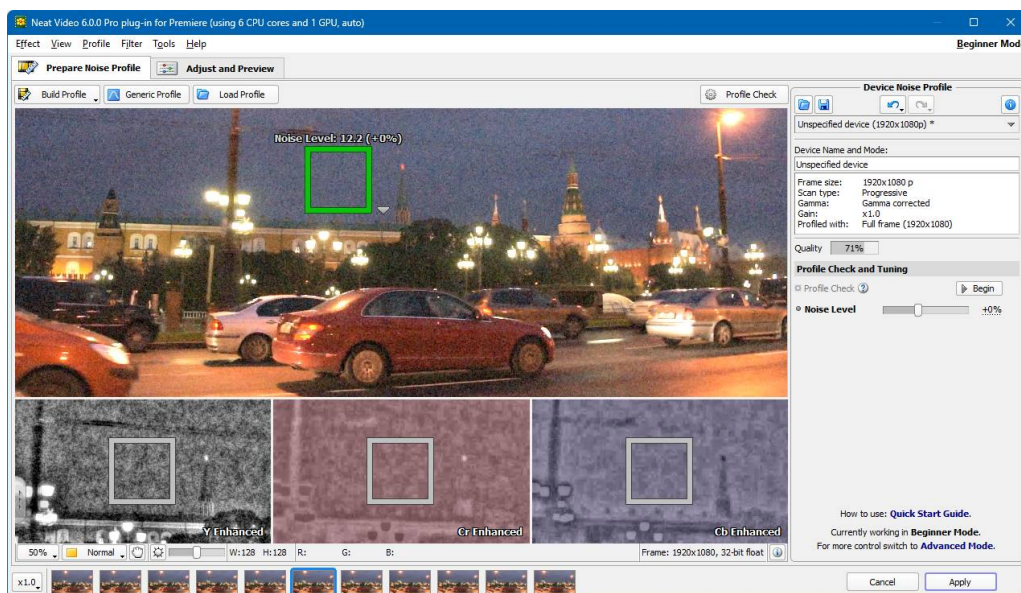 Neat Video 6.0.0 Pro plug-in for Premiere (using 6 CPU cores and 1 GPU, auto)
Effect View Profile Filter Tools Help
Beginner Mod
Prepare Noise Profile
Adjust and Preview
Build Profile
Generic Profile
Load Profile
Profile Check
Noise Level: 12.2 (+0%)
Y Enhanced
Cr Enhanced
Cb Enhanced
50%
Normal
W:128 H:128 R: G: B:
Frame: 1920x1080, 32-bit float
x1.0
Device Noise Profile
Unspecified device (1920x1080p) *
Device Name and Mode:
Unspecified device
Frame size: 1920x1080 p
Scan type: Progressive
Gamma: Gamma corrected
Gain: x1.0
Profiled with: Full frame (1920x1080)
Quality 71%
Profile Check and Tuning
Profile Check Begin
Noise Level +0%
How to use: Quick Start Guide.
Currently working in Beginner Mode.
For more control switch to Advanced Mode.
Cancel
Apply